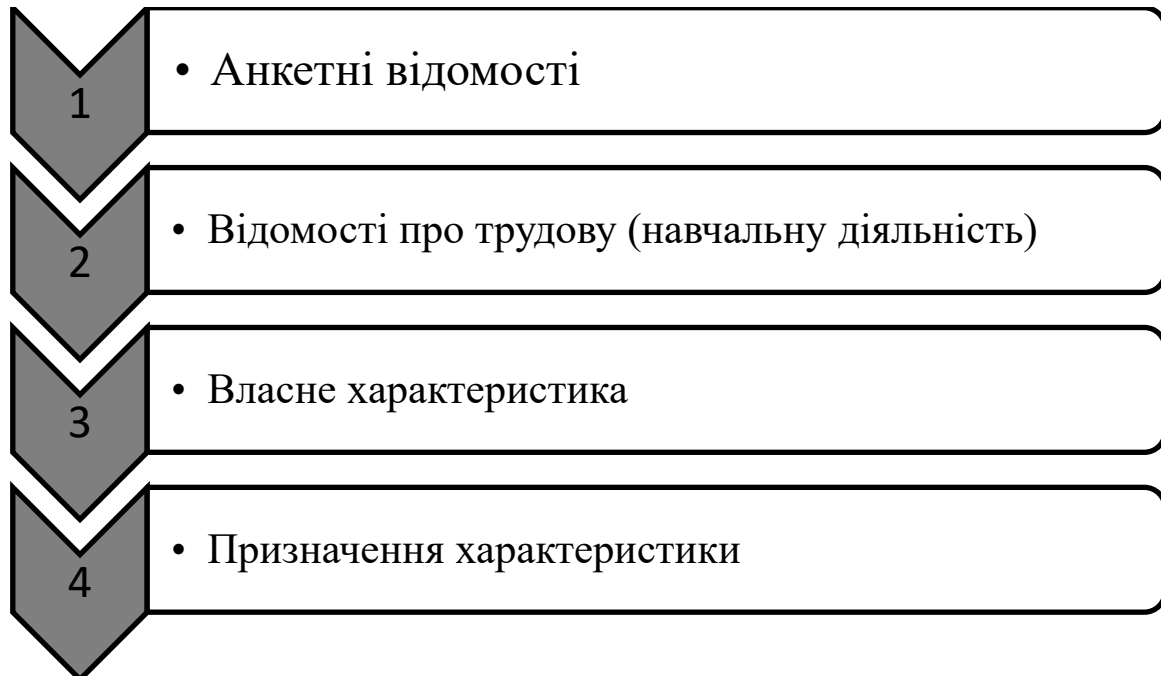 1
• Анкетні відомості
2
• Відомості про трудову (навчальну діяльність)
3
• Власне характеристика
4
• Призначення характеристики